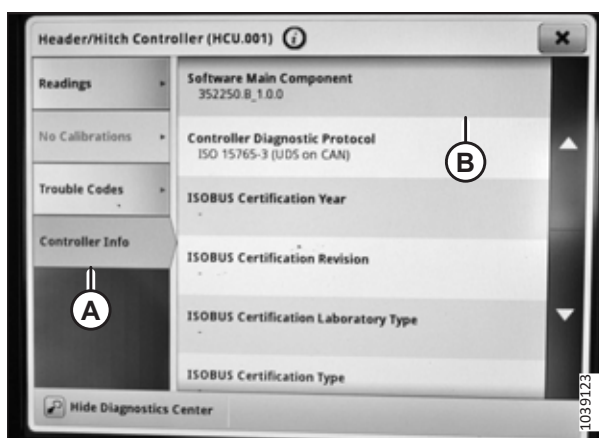 Header/Hitch Controller (HCU.001)
Readings
No Calibrations
Trouble Codes
Controller Info
A
Software Main Component
352250.B_1.0.0
Controller Diagnostic Protocol
ISO 15765-3 (UDS on CAN)
B
ISOBUS Certification Year
-
ISOBUS Certification Revision
-
ISOBUS Certification Laboratory Type
-
ISOBUS Certification Type
Hide Diagnostics Center
1039123